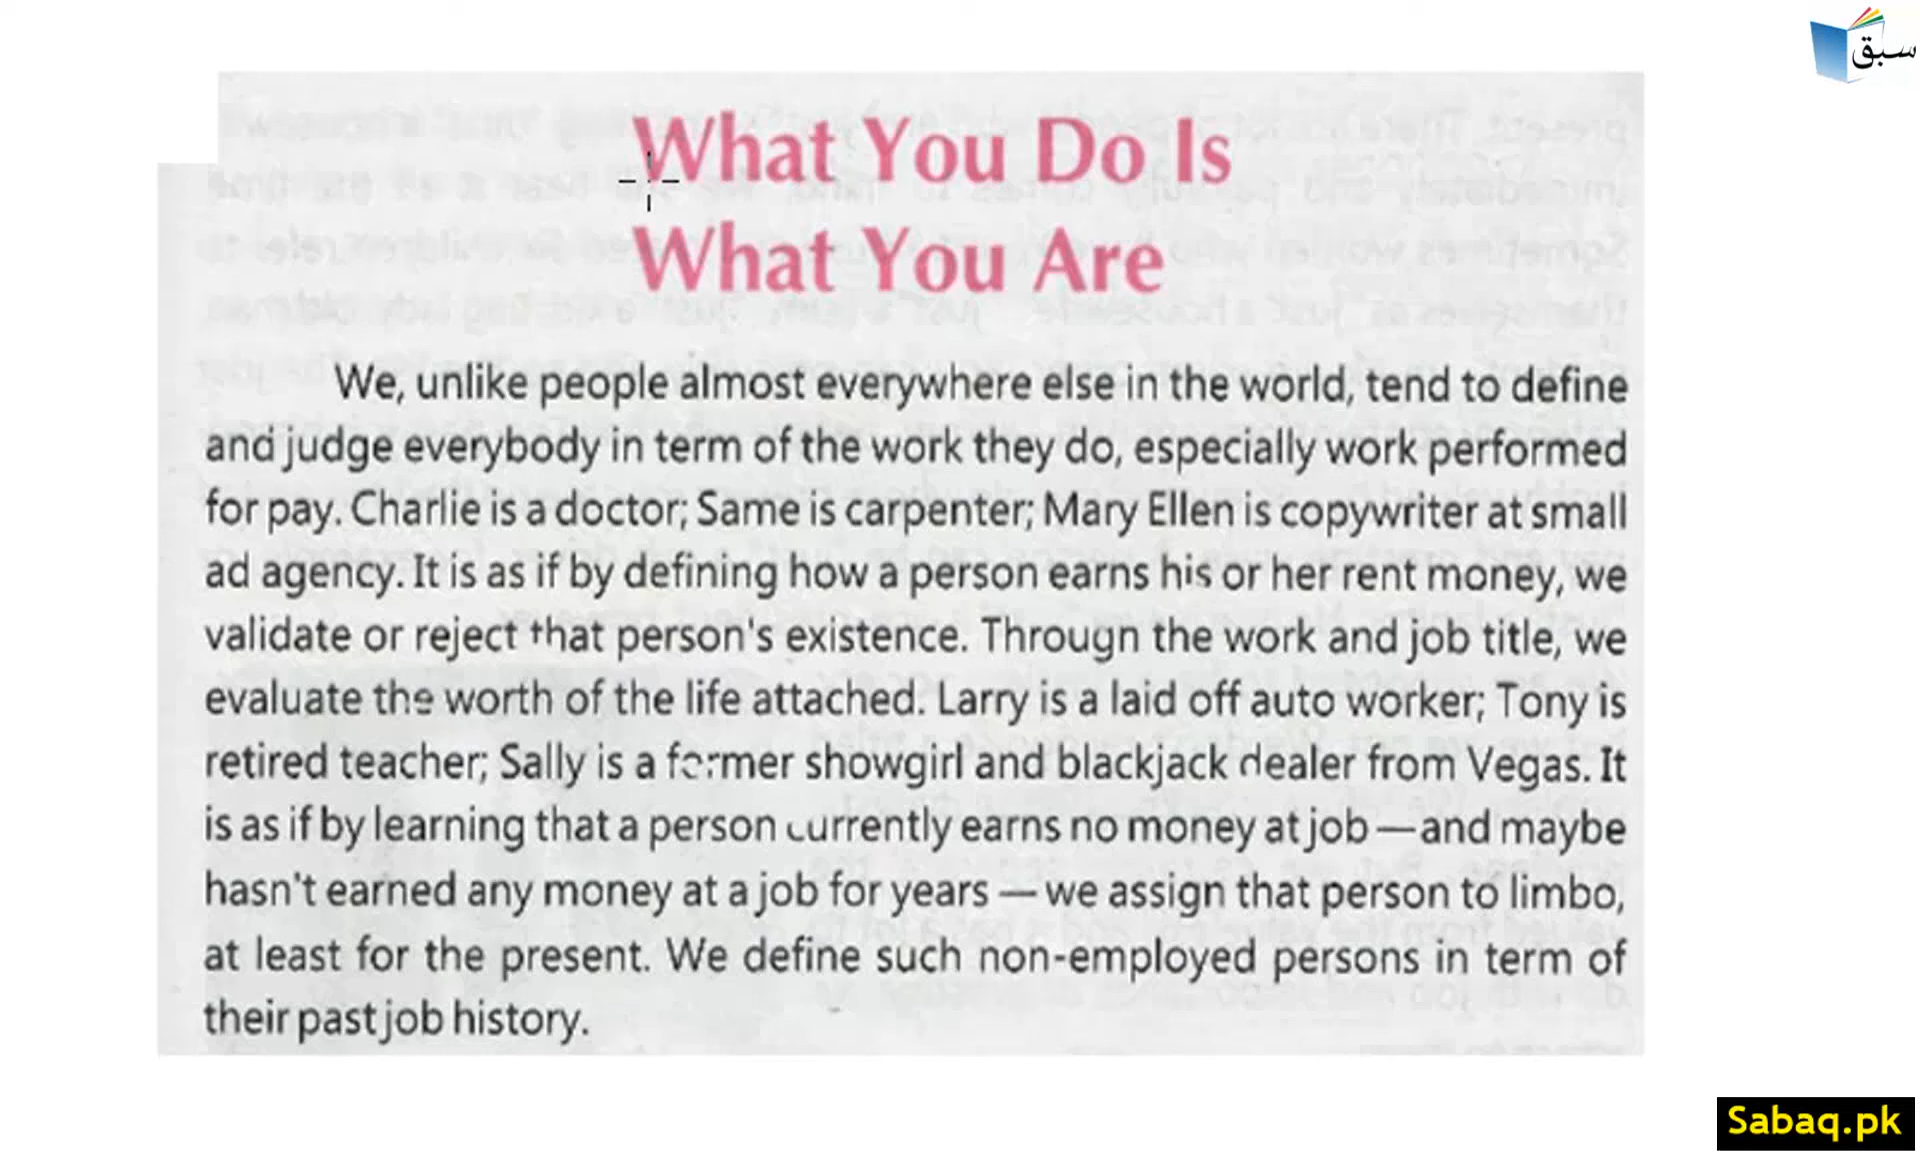 سبق
What You Do Is
What You Are
We, unlike people almost everywhere else in the world, tend to define
and judge everybody in term of the work they do, especially work performed
for pay. Charlie is a doctor; Same is carpenter; Mary Ellen is copywriter at small
ad agency. It is as if by defining how a person earns his or her rent money, we
validate or reject that person's existence. Through the work and job title, we
evaluate the worth of the life attached. Larry is a laid off auto worker; Tony is
retired teacher; Sally is a former showgirl and blackjack dealer from Vegas. It
is as if by learning that a person currently earns no money at job — and maybe
hasn't earned any money at a job for years — we assign that person to limbo,
at least for the present. We define such non-employed persons in term of
their past job history.
Sabaq.pk